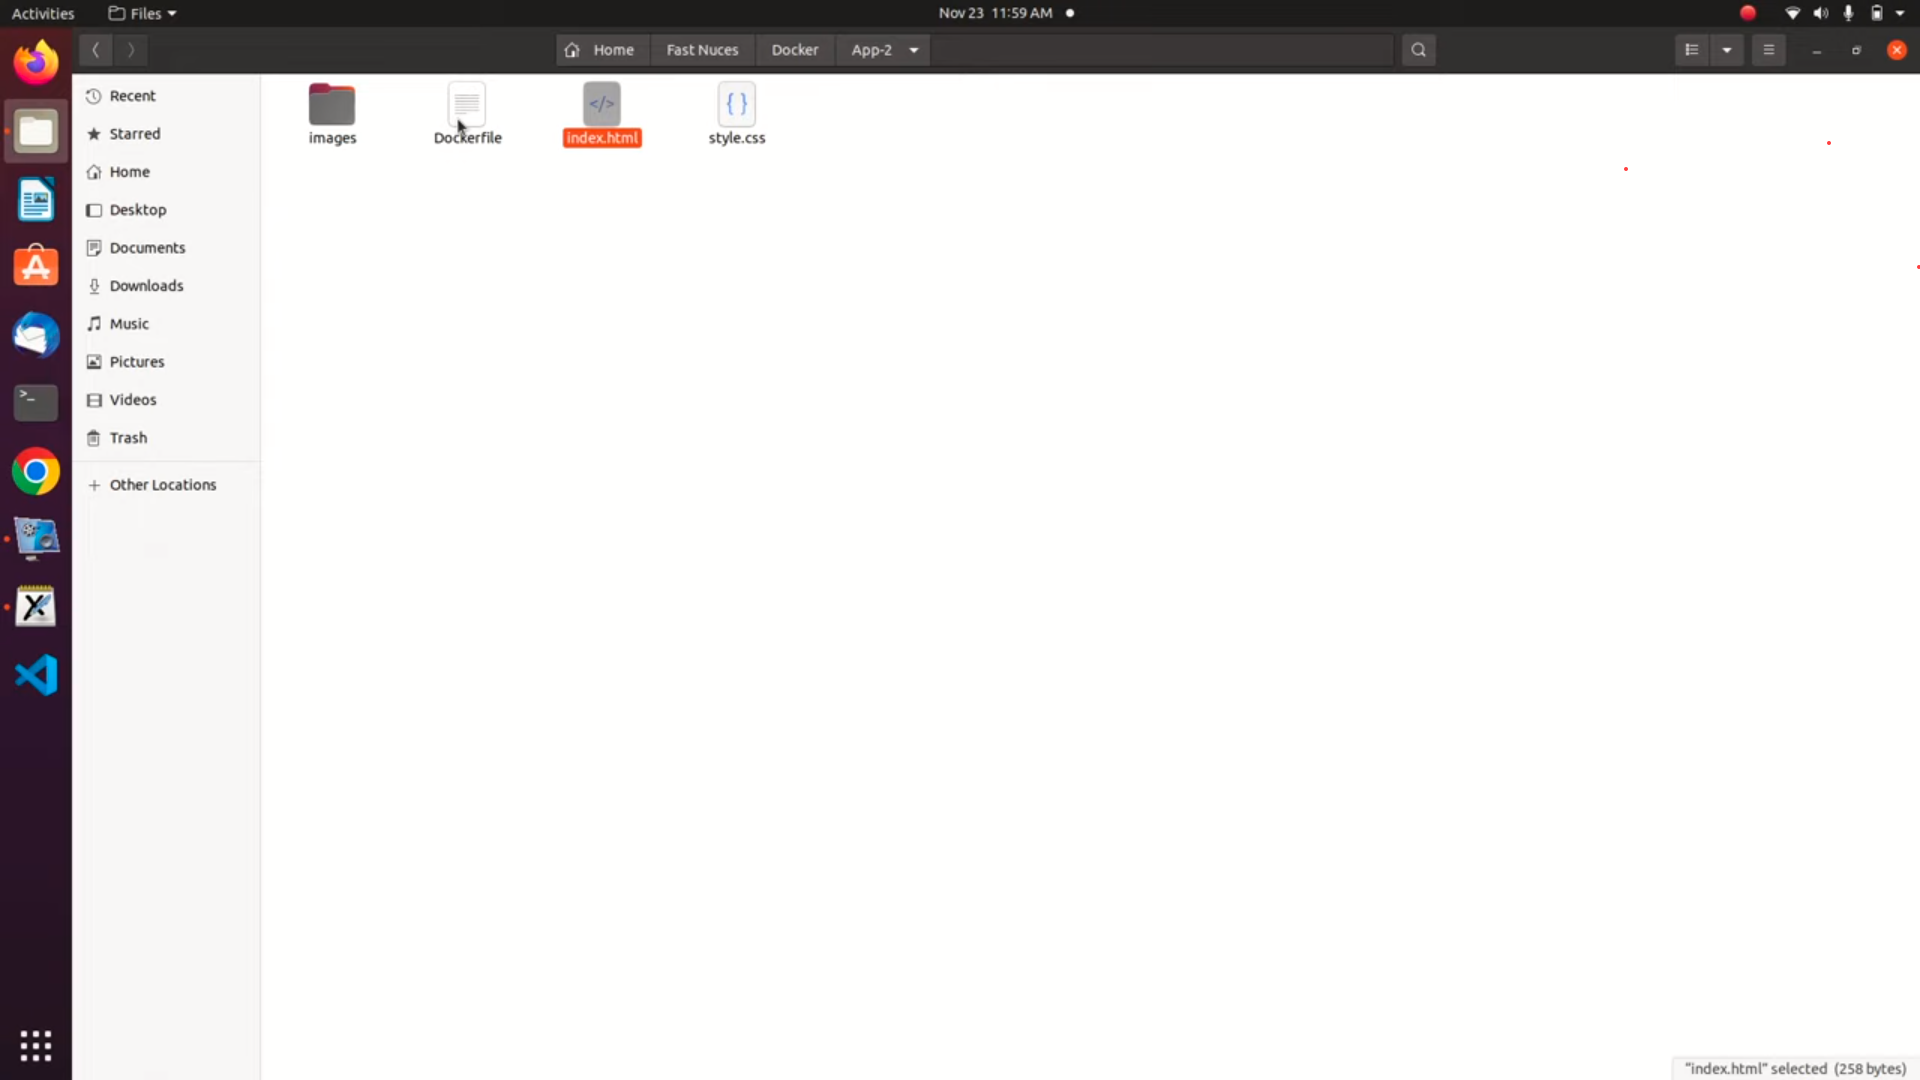 Activities Files Nov 23 11:59 AM
Home Fast Nuces Docker App-2
Recent
Starred
Home
Desktop
Documents
Downloads
Music
Pictures
Videos
Trash
Other Locations
images Dockerfile index.html style.css
"index.html" selected (258 bytes)